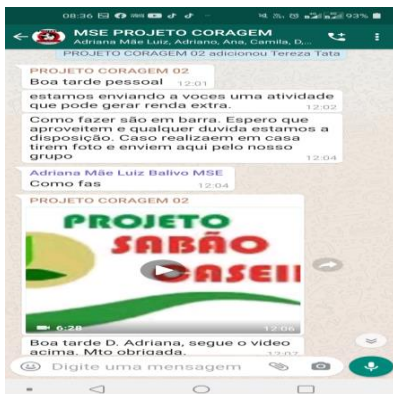 08:36 93%
MSE PROJETO CORAGEM
Adriana Mãe Luiz, Adriano, Ana, Camila, D...
PROJETO CORAGEM 02 adicionou Tereza Tata
PROJETO CORAGEM 02
Boa tarde pessoal 12:01
estamos enviando a voces uma atividade
que pode gerar renda extra. 12:02
Como fazer são em barra. Espero que
aproveitem e qualquer duvida estamos a
disposição. Caso realizaem em casa
tirem foto e enviem aqui pelo nosso
grupo 12:04
Adriana Mãe Luiz Balivo MSE
Como fas 12:04
PROJETO CORAGEM 02
PROJETO
SABÃO
CASEI
6:28 12:06
Boa tarde D. Adriana, segue o video
acima. Mto obrigada. 12:07
Digite uma mensagem